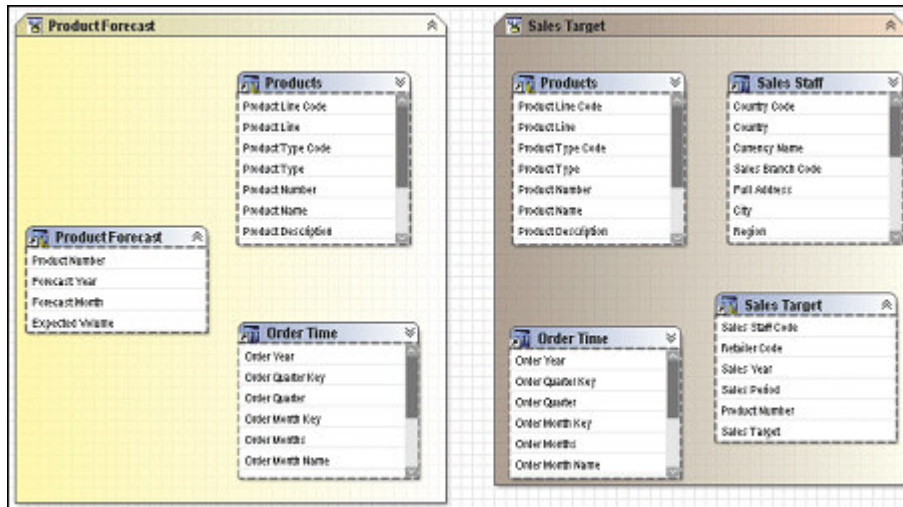 Product Forecast
Products
Product Line Code
Product Line
Product Type Code
Product Type
Product Number
Product Name
Product Description
Product Forecast
Product Number
Forecast Year
Forecast Month
Expected Volume
Order Time
Order Year
Order Quarter Key
Order Quarter
Order Month Key
Order Months
Order Month Name
Sales Target
Products
Product Line Code
Product Line
Product Type Code
Product Type
Product Number
Product Name
Product Description
Sales Staff
Country Code
Country
Currency Name
Sales Branch Code
Full Address
City
Region
Order Time
Order Year
Order Quarter Key
Order Quarter
Order Month Key
Order Months
Order Month Name
Sales Target
Sales Staff Code
Retailer Code
Sales Year
Sales Period
Product Number
Sales Target